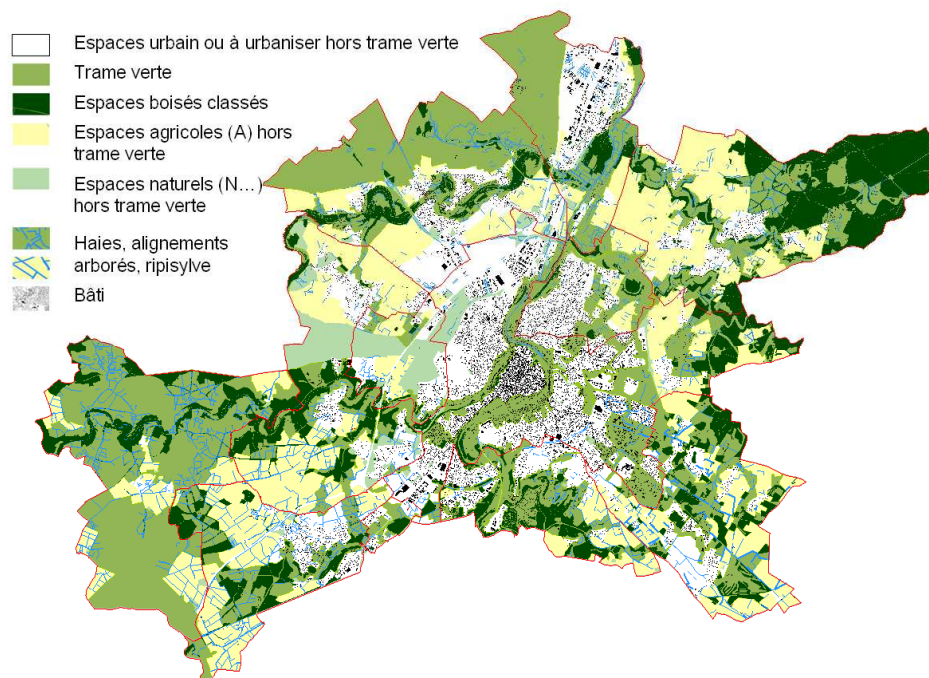 Espaces urbain ou à urbaniser hors trame verte
Trame verte
Espaces boisés classés
Espaces agricoles (A) hors
trame verte
Espaces naturels (N...)
hors trame verte
Haies, alignements
arborés, ripisylve
Bâti